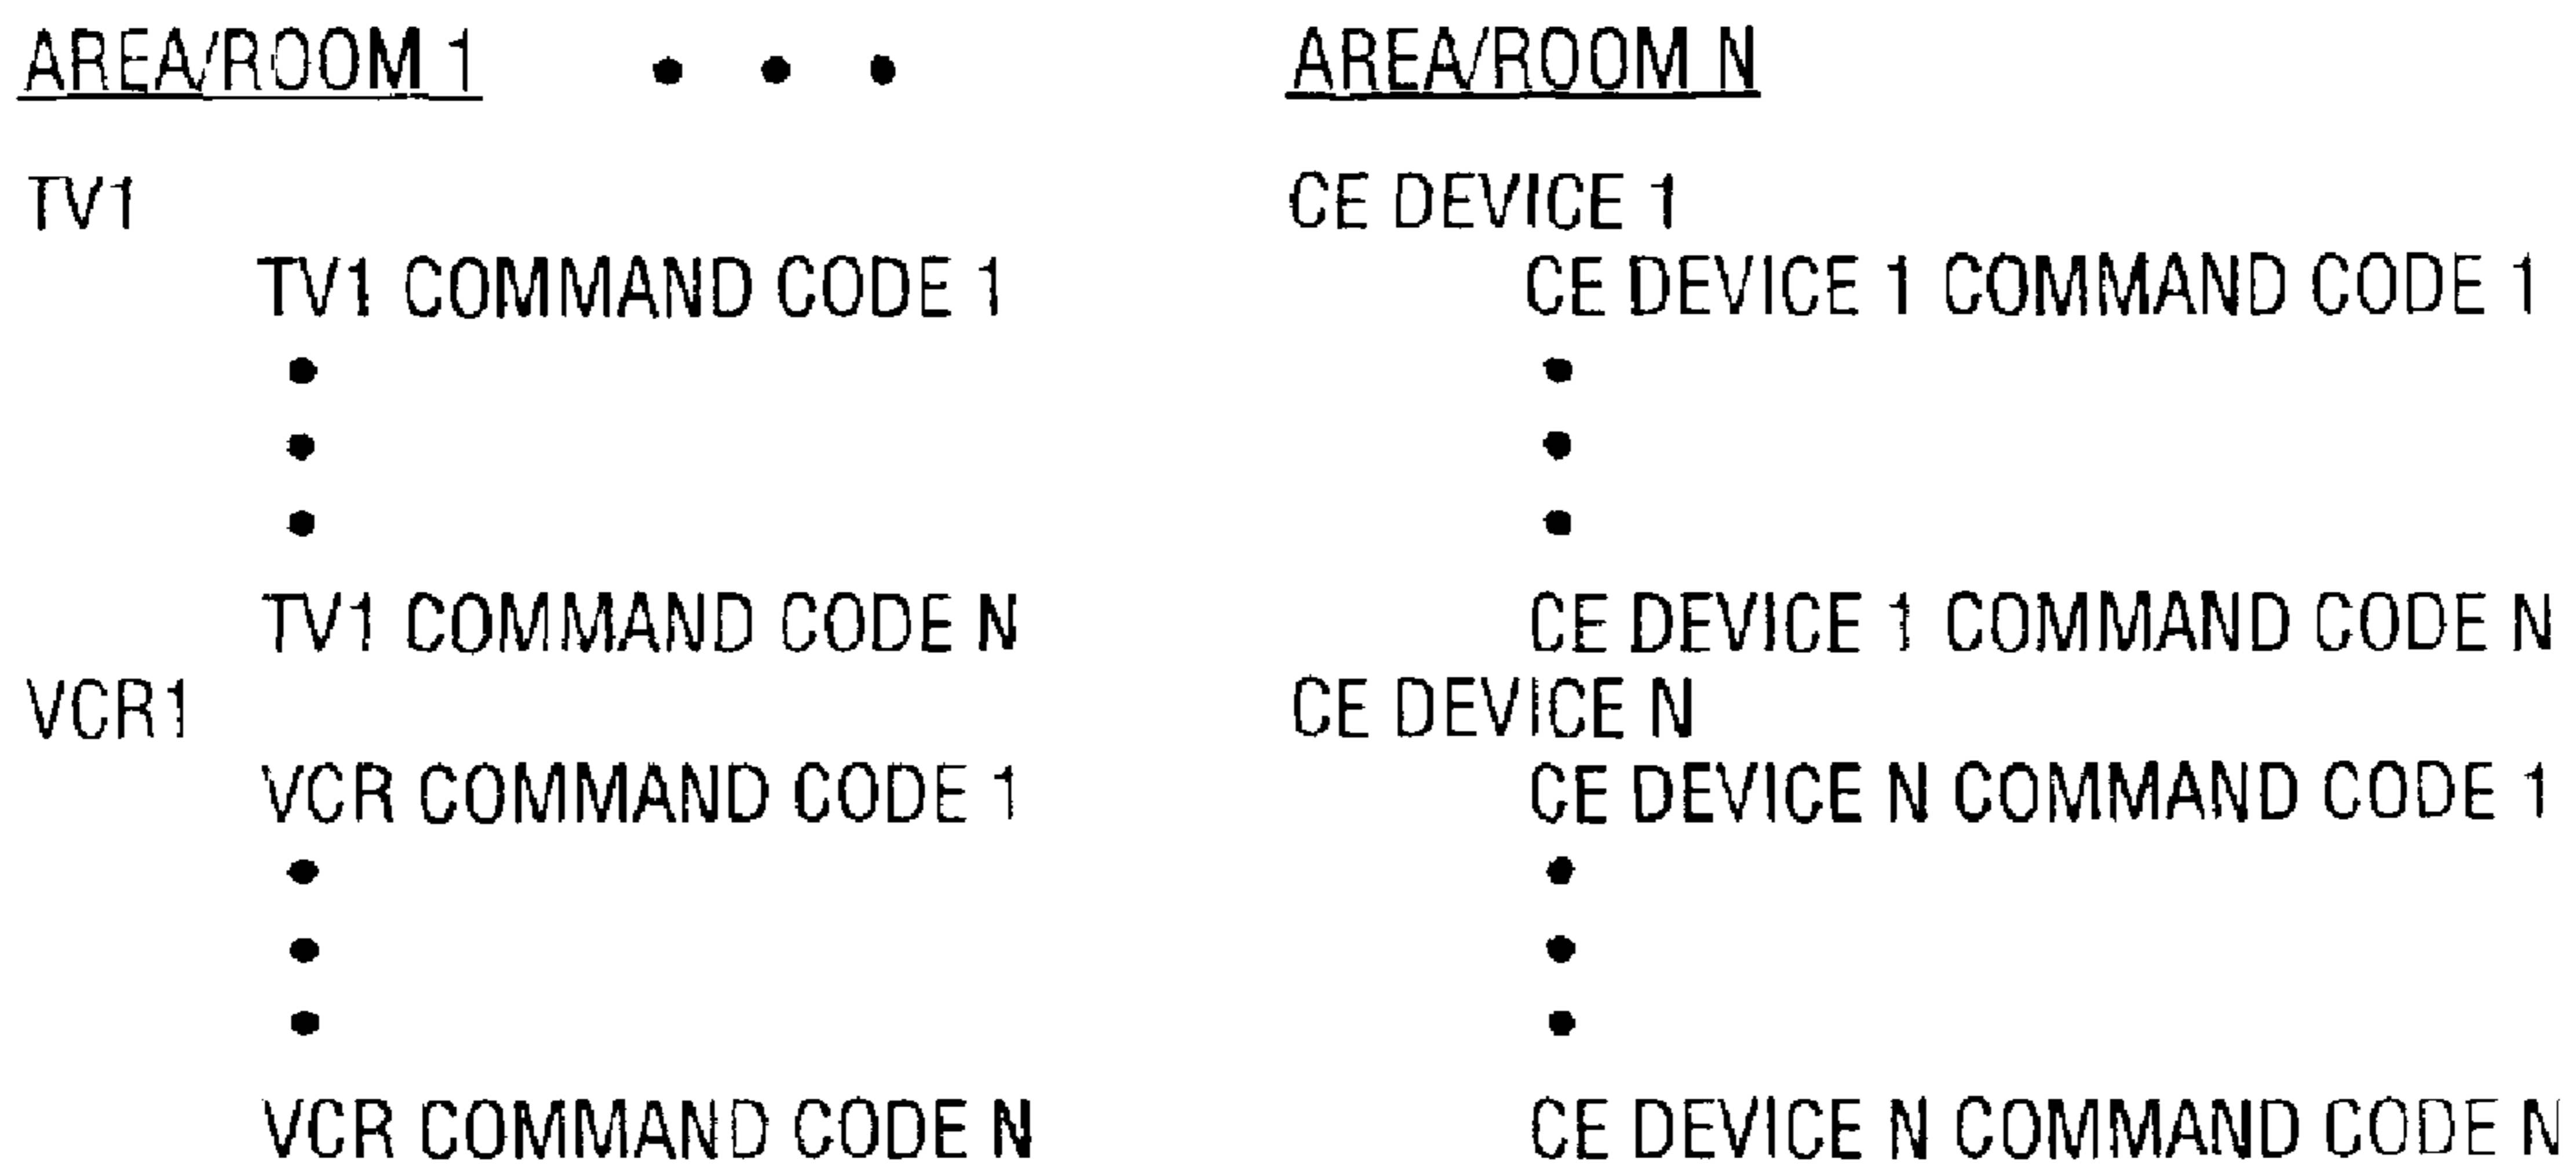 AREA/ROOM 1 • • • AREA/ROOM N
TV1
TV1 COMMAND CODE 1
•
•
•
TV1 COMMAND CODE N
VCR1
VCR COMMAND CODE 1
•
•
•
VCR COMMAND CODE N
CE DEVICE 1
CE DEVICE 1 COMMAND CODE 1
•
•
•
CE DEVICE 1 COMMAND CODE N
CE DEVICE N
CE DEVICE N COMMAND CODE 1
•
•
•
CE DEVICE N COMMAND CODE N